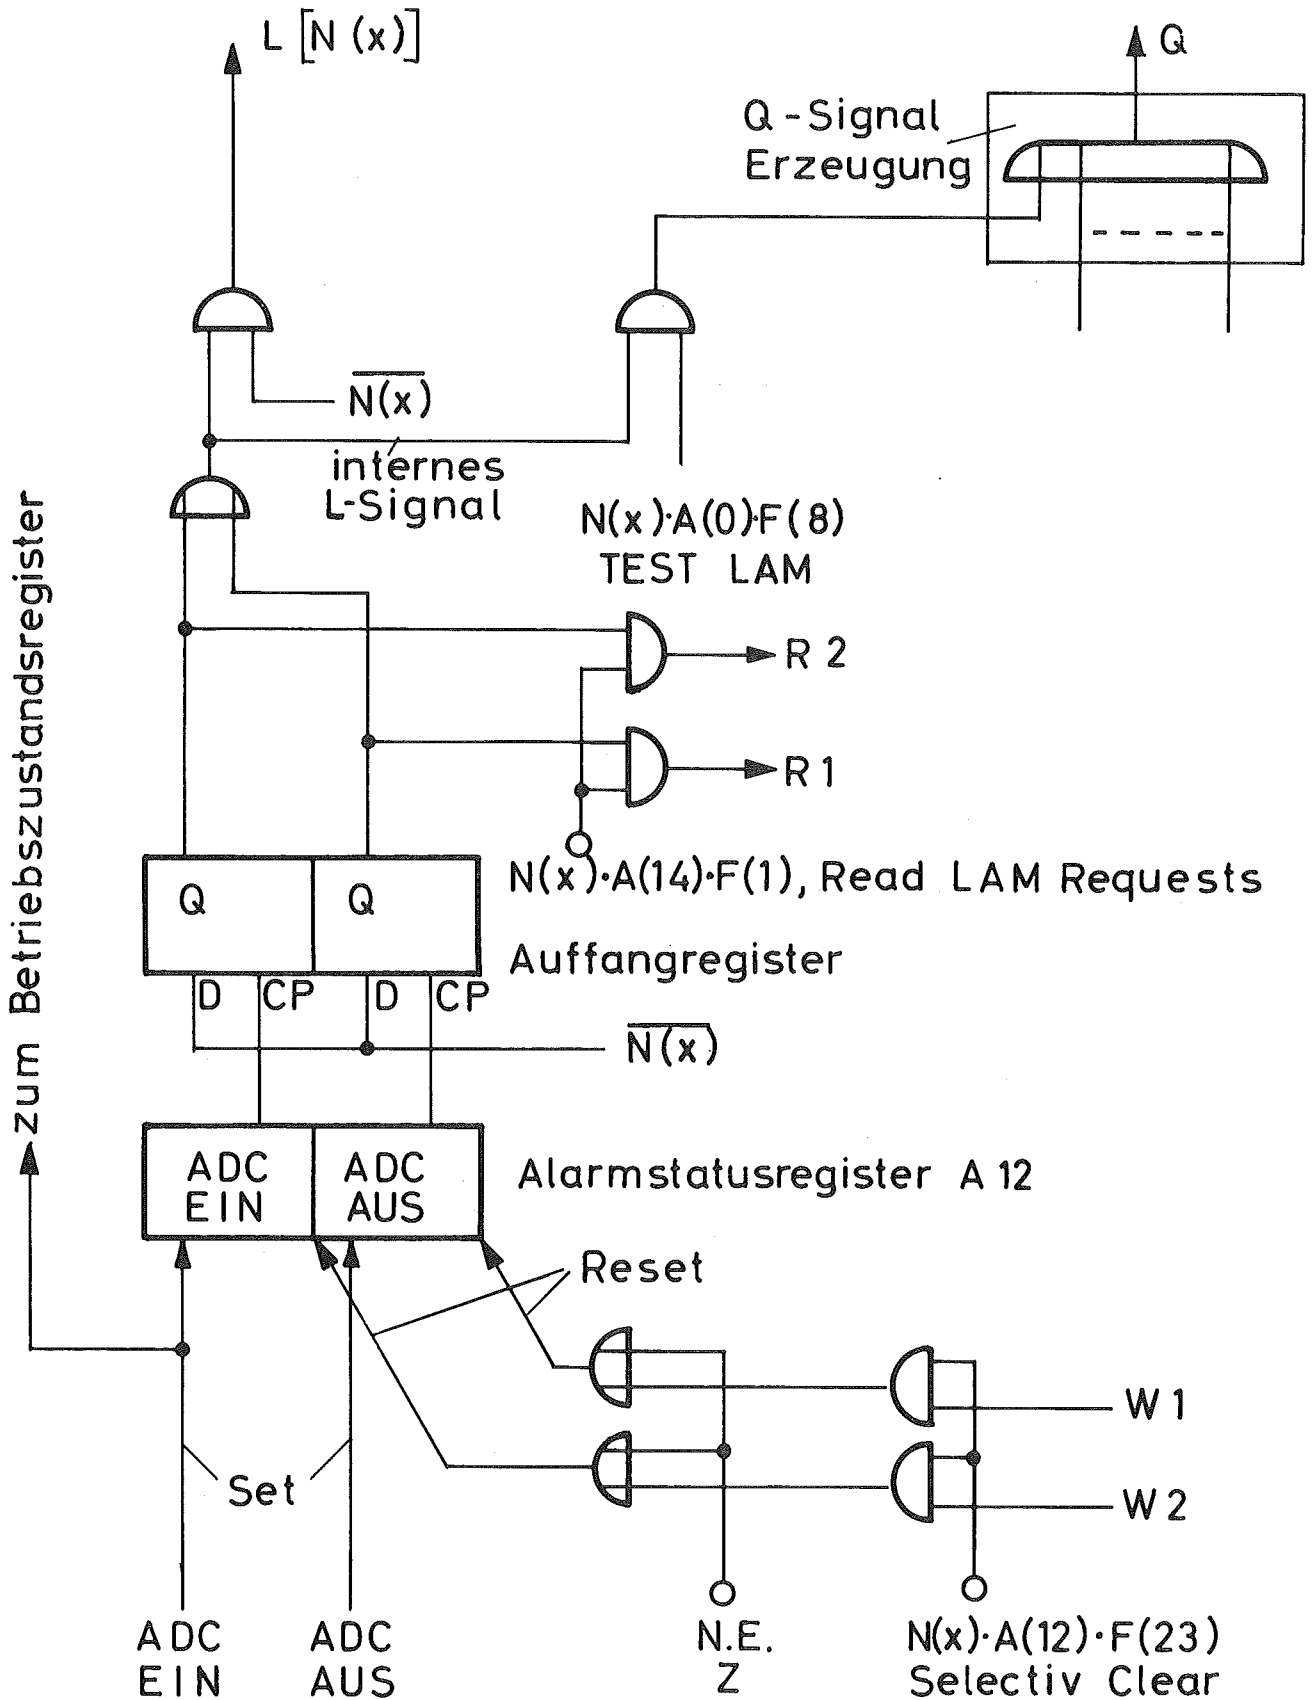 L [N (x)]
Q
Q-Signal
Erzeugung
N(x)
internes
L-Signal
N(x)·A(0)·F(8)
TEST LAM
zum Betriebszustandsregister
R 2
R 1
Q
Q
N(x)·A(14)·F(1), Read LAM Requests
Auffangregister
D
CP
D
CP
N(x)
ADC
EIN
ADC
AUS
Alarmstatusregister A 12
Reset
W 1
W 2
Set
ADC
EIN
ADC
AUS
N.E.
Z
N(x)·A(12)·F(23)
Selectiv Clear